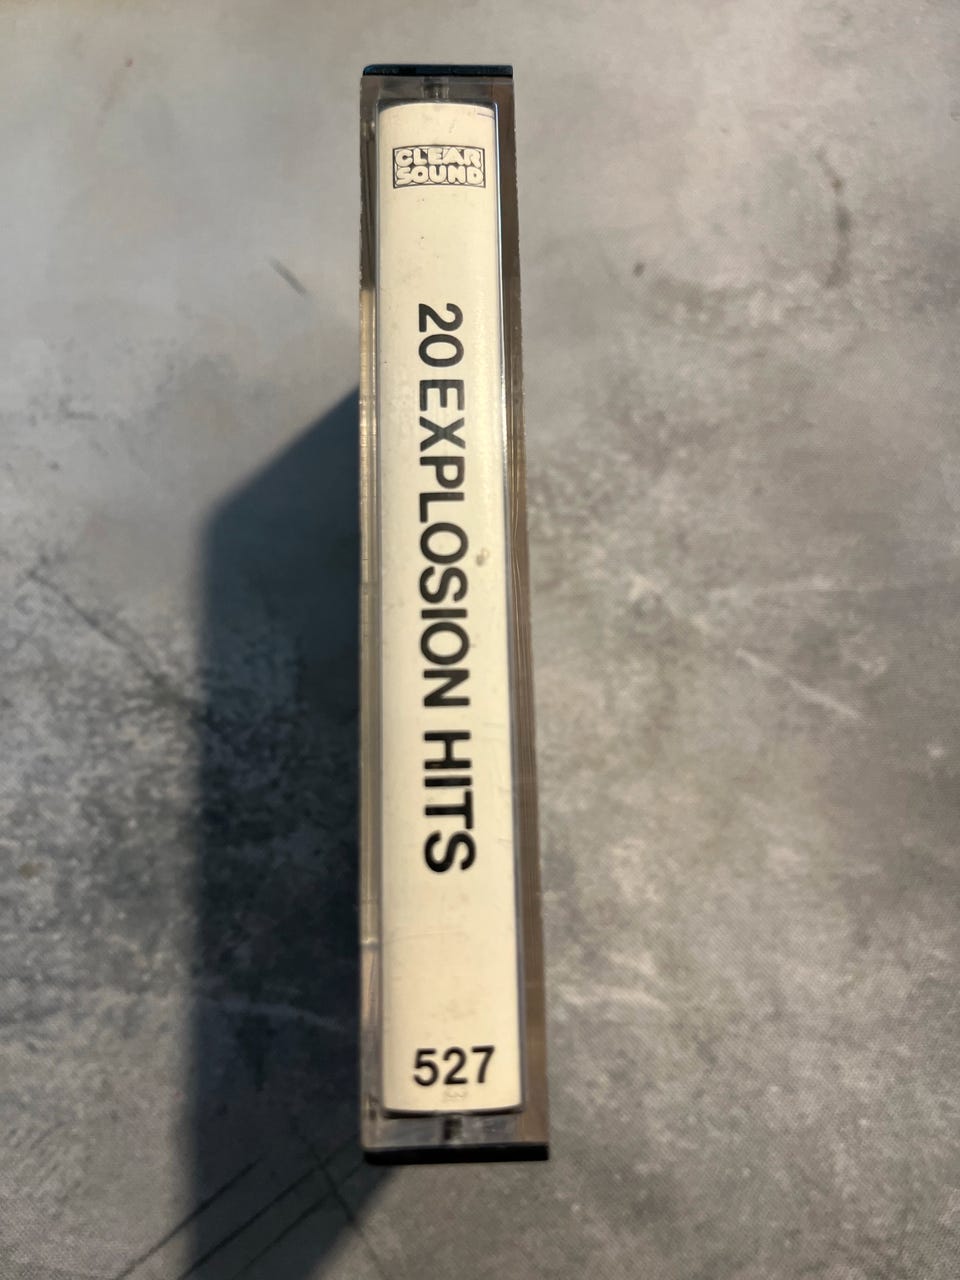 CLEAR
SOUND
20 EXPLOSION HITS
527